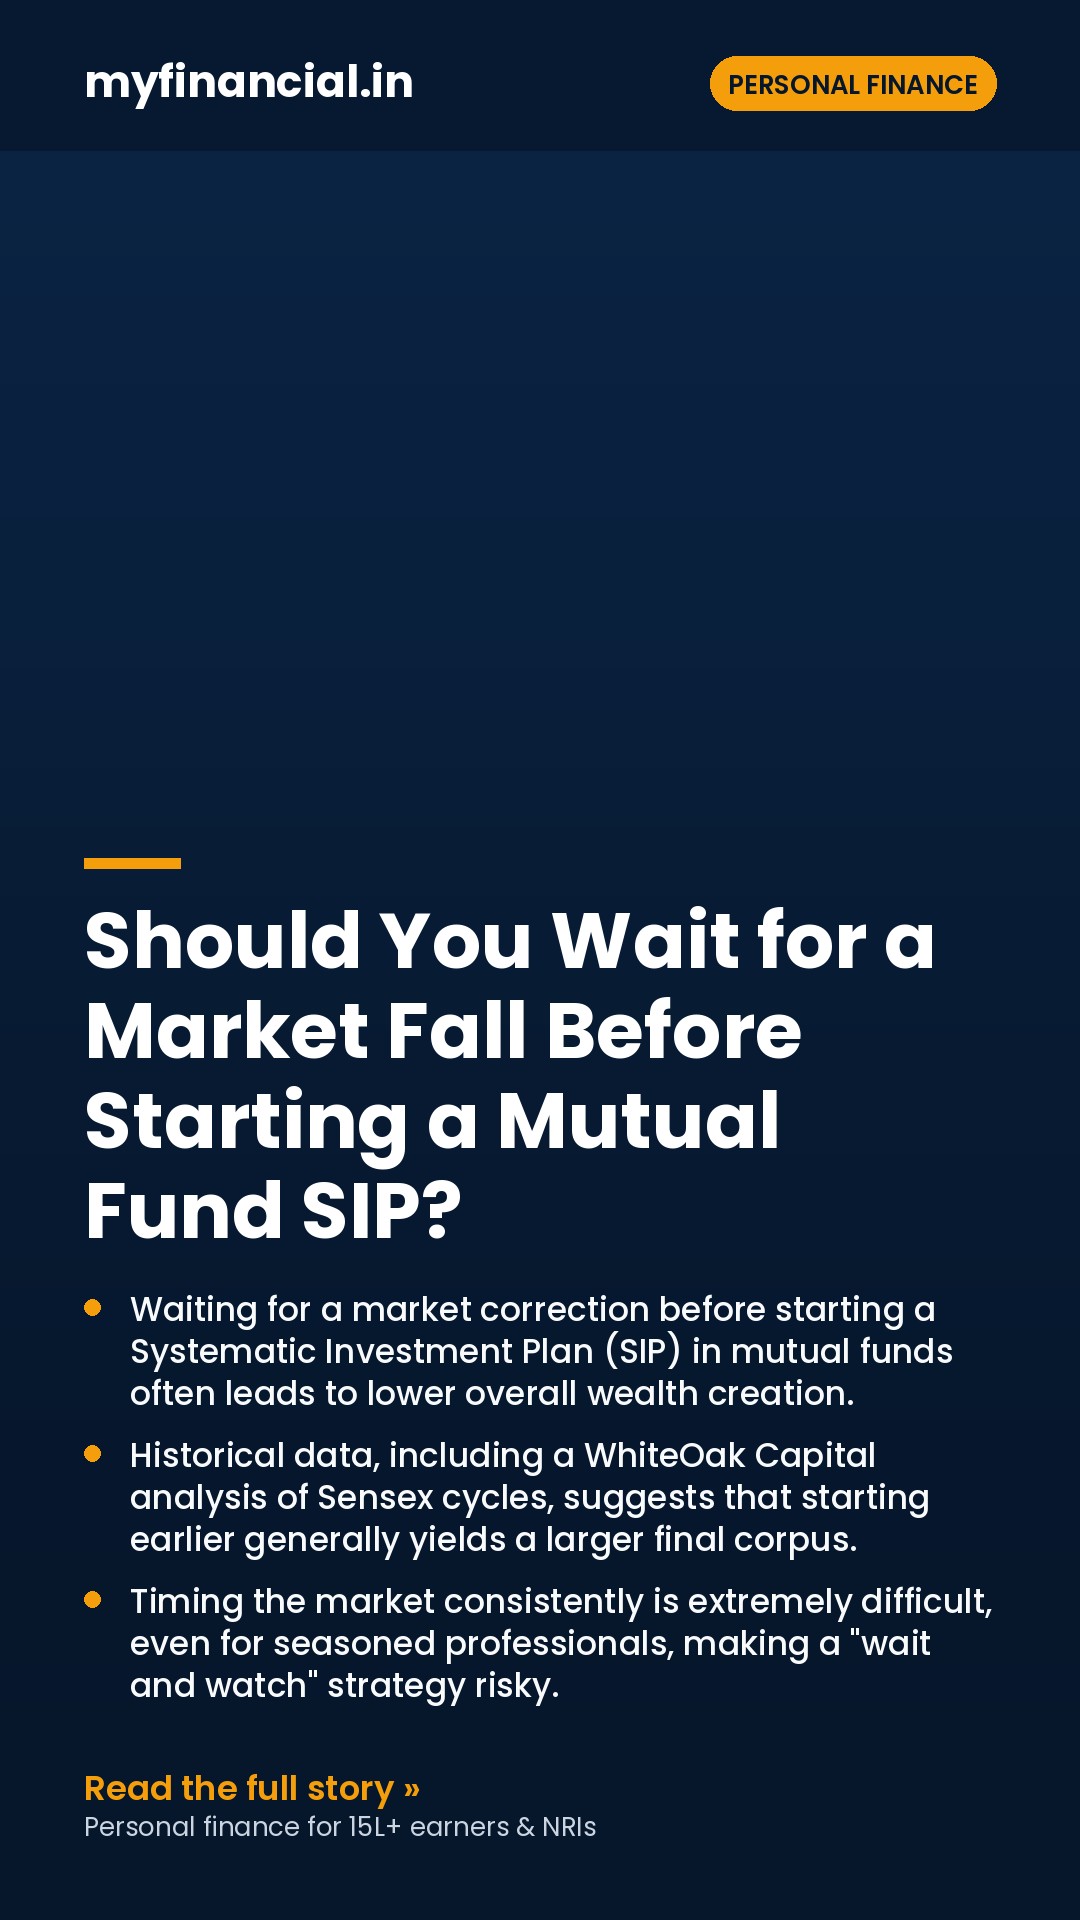 myfinancial.in
PERSONAL FINANCE
Should You Wait for a
Market Fall Before
Starting a Mutual
Fund SIP?
Waiting for a market correction before starting a
Systematic Investment Plan (SIP) in mutual funds
often leads to lower overall wealth creation.
Historical data, including a WhiteOak Capital
analysis of Sensex cycles, suggests that starting
earlier generally yields a larger final corpus.
Timing the market consistently is extremely difficult,
even for seasoned professionals, making a "wait
and watch" strategy risky.
Read the full story »
Personal finance for 15L+ earners & NRIs